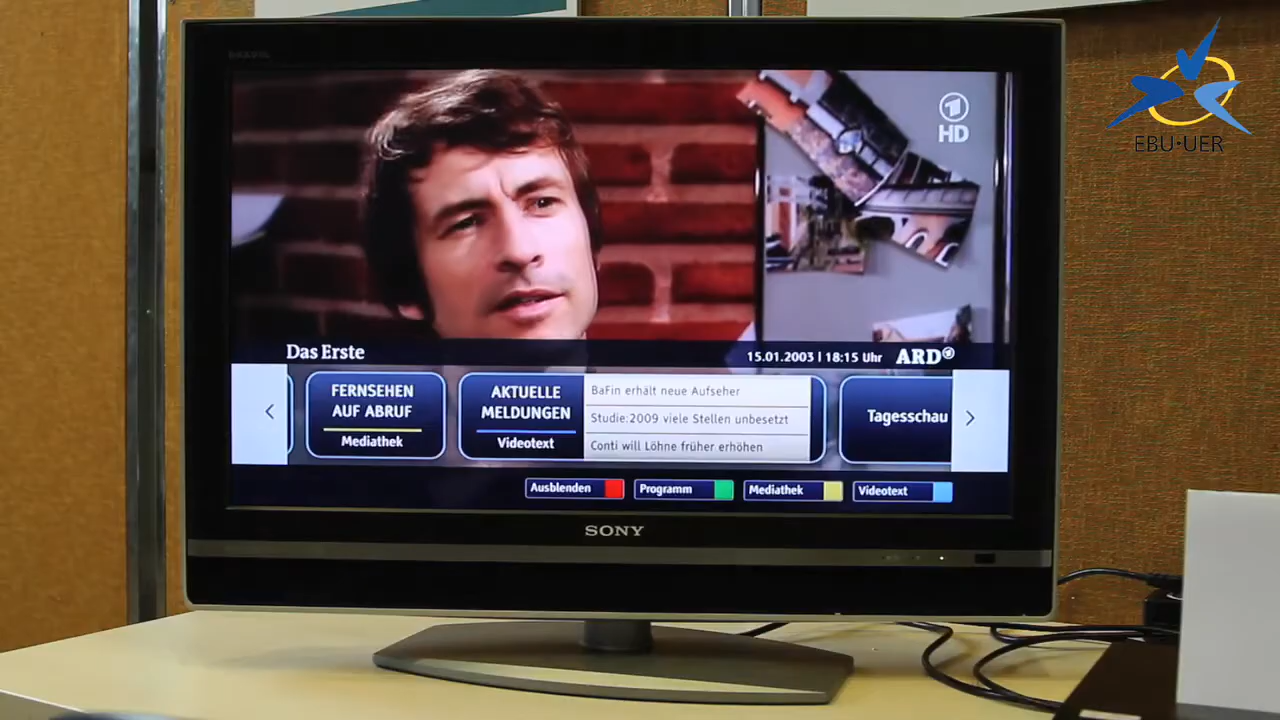 BRAVIA
HD
EBU·UER
Das Erste
15.01.2003 | 18:15 Uhr
ARD
FERNSEHEN
AUF ABRUF
Mediathek
AKTUELLE
MELDUNGEN
Videotext
BaFin erhält neue Aufseher
Studie:2009 viele Stellen unbesetzt
Conti will Löhne früher erhöhen
Tagesschau
Ausblenden
Programm
Mediathek
Videotext
SONY